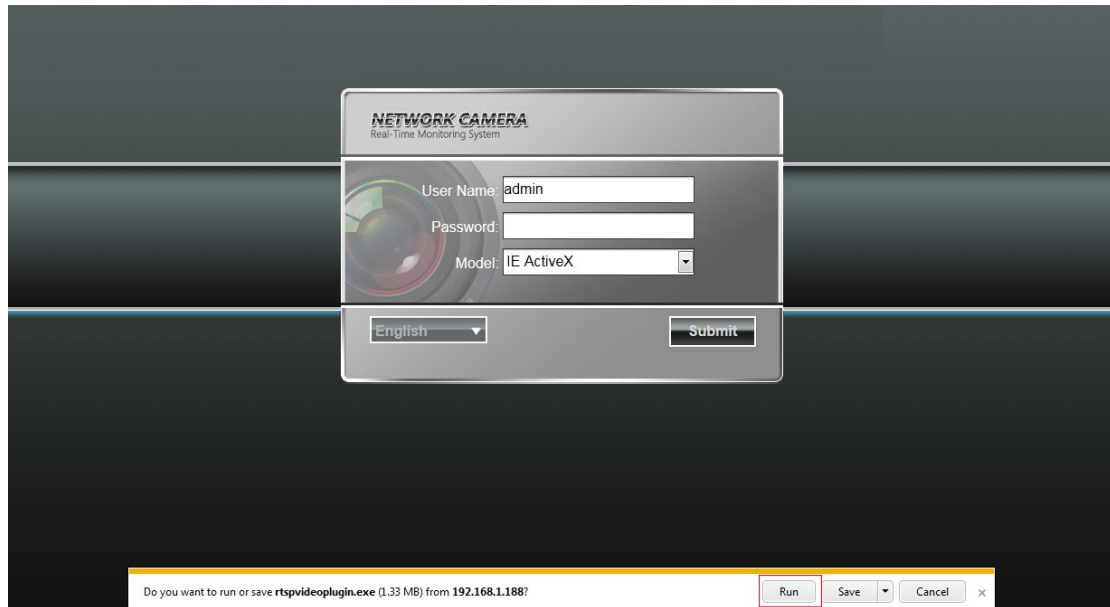 NETWORK CAMERA
Real-Time Monitoring System
User Name: admin
Password:
Model: IE ActiveX
English Submit
Do you want to run or save rtspvideoplugin.exe (1.33 MB) from 192.168.1.188? Run Save Cancel ×